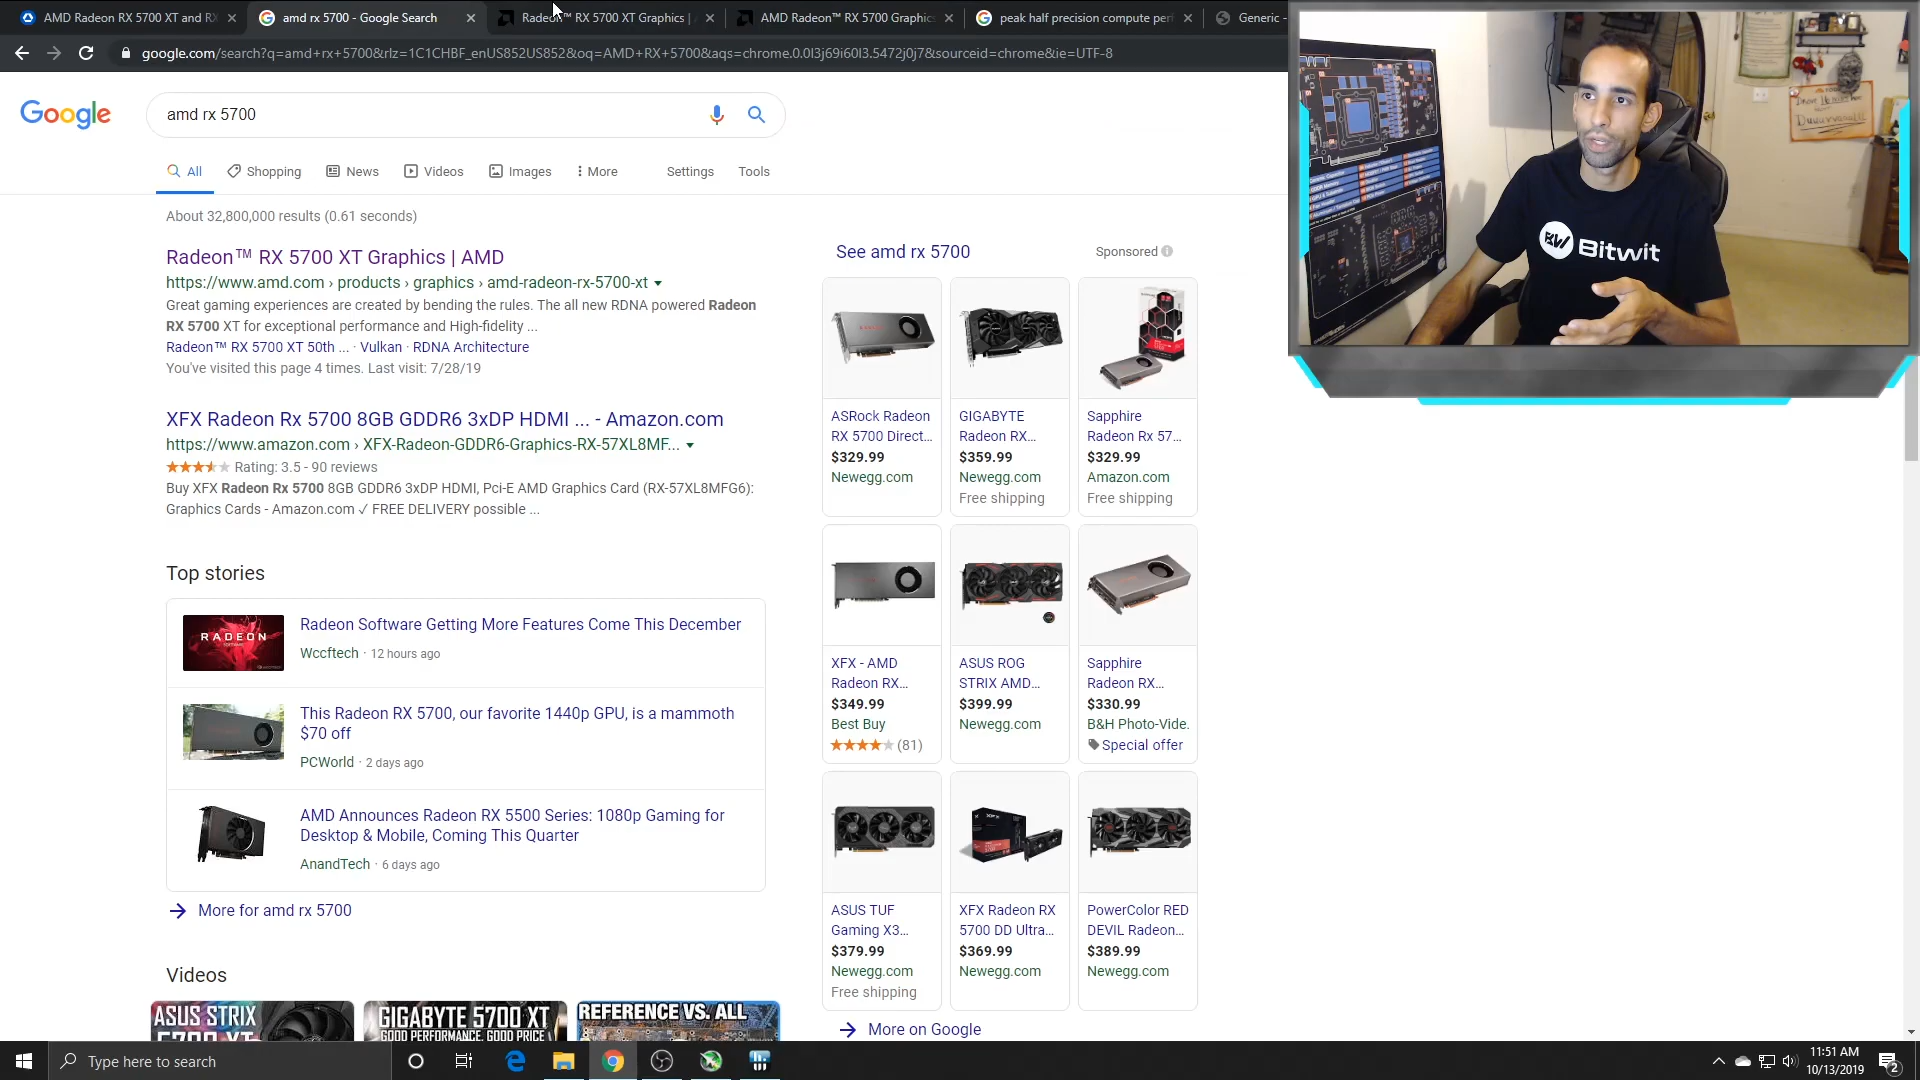 AMD Radeon RX 5700 XT and RX
amd rx 5700 - Google Search
Radeon™ RX 5700 XT Graphics |
AMD Radeon™ RX 5700 Graphics
peak half precision compute per
Generic -
google.com/search?q=amd+rx+5700&rlz=1C1CHBF_enUS852US852&oq=AMD+RX+5700&aqs=chrome.0.0l3j69i60l3.5472j0j7&sourceid=chrome&ie=UTF-8
Google
amd rx 5700
All
Shopping
News
Videos
Images
More
Settings
Tools
About 32,800,000 results (0.61 seconds)
Radeon™ RX 5700 XT Graphics | AMD
https://www.amd.com › products › graphics › amd-radeon-rx-5700-xt
Great gaming experiences are created by bending the rules. The all new RDNA powered Radeon
RX 5700 XT for exceptional performance and High-fidelity ...
Radeon™ RX 5700 XT 50th ... · Vulkan · RDNA Architecture
You've visited this page 4 times. Last visit: 7/28/19
XFX Radeon Rx 5700 8GB GDDR6 3xDP HDMI ... - Amazon.com
https://www.amazon.com › XFX-Radeon-GDDR6-Graphics-RX-57XL8MF...
Rating: 3.5 - 90 reviews
Buy XFX Radeon Rx 5700 8GB GDDR6 3xDP HDMI, Pci-E AMD Graphics Card (RX-57XL8MFG6):
Graphics Cards - Amazon.com ✓ FREE DELIVERY possible ...
Top stories
RADEON
Radeon Software Getting More Features Come This December
Wccftech · 12 hours ago
This Radeon RX 5700, our favorite 1440p GPU, is a mammoth
$70 off
PCWorld · 2 days ago
AMD Announces Radeon RX 5500 Series: 1080p Gaming for
Desktop & Mobile, Coming This Quarter
AnandTech · 6 days ago
More for amd rx 5700
Videos
ASUS STRIX
5700 XT
GIGABYTE 5700 XT
GOOD PERFORMANCE, GOOD PRICE
REFERENCE VS. ALL
See amd rx 5700
Sponsored
ASRock Radeon
RX 5700 Direct...
$329.99
Newegg.com
GIGABYTE
Radeon RX...
$359.99
Newegg.com
Free shipping
Sapphire
Radeon Rx 57...
$329.99
Amazon.com
Free shipping
XFX - AMD
Radeon RX...
$349.99
Best Buy
(81)
ASUS ROG
STRIX AMD...
$399.99
Newegg.com
Sapphire
Radeon RX...
$330.99
B&H Photo-Vide.
Special offer
ASUS TUF
Gaming X3...
$379.99
Newegg.com
Free shipping
XFX Radeon RX
5700 DD Ultra...
$369.99
Newegg.com
PowerColor RED
DEVIL Radeon...
$389.99
Newegg.com
More on Google
BW Bitwit
Type here to search
11:51 AM
10/13/2019
2